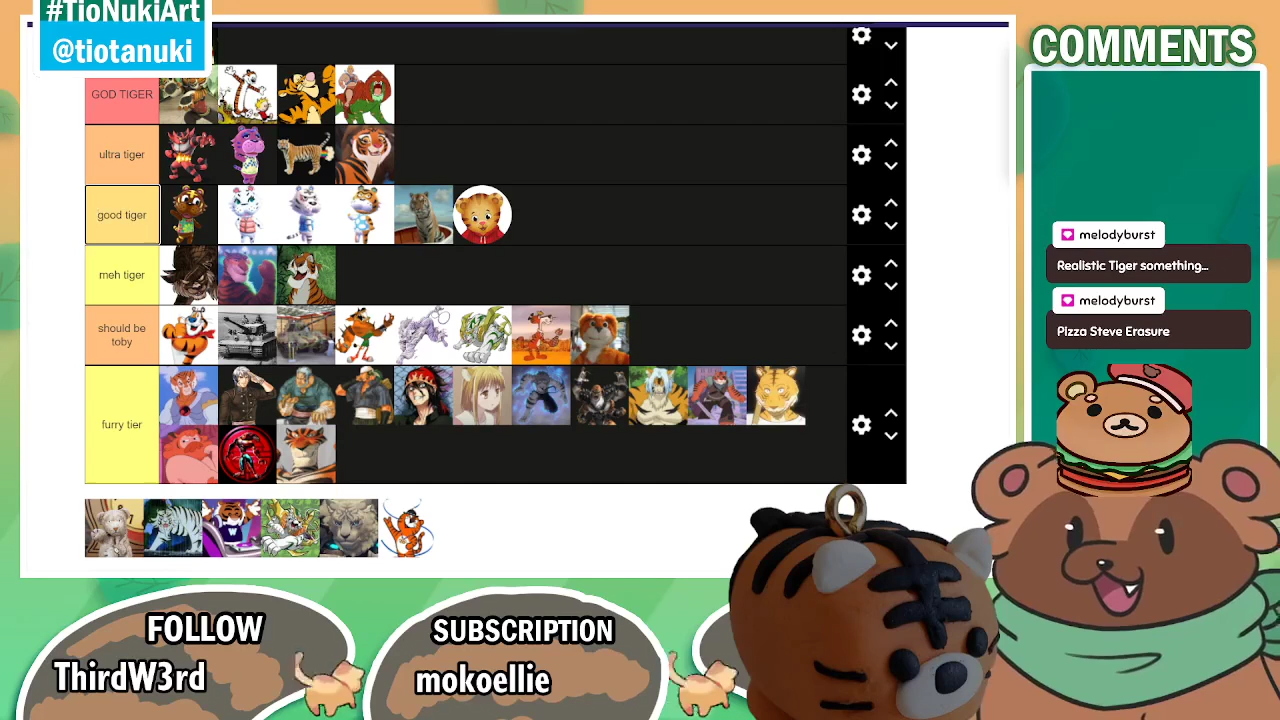 #TioNukiArt
@tiotanuki
COMMENTS
GOD TIGER
ultra tiger
good tiger
meh tiger
should be
toby
furry tier
melodyburst
Realistic Tiger something...
melodyburst
Pizza Steve Erasure
FOLLOW
ThirdW3rd
SUBSCRIPTION
mokoellie